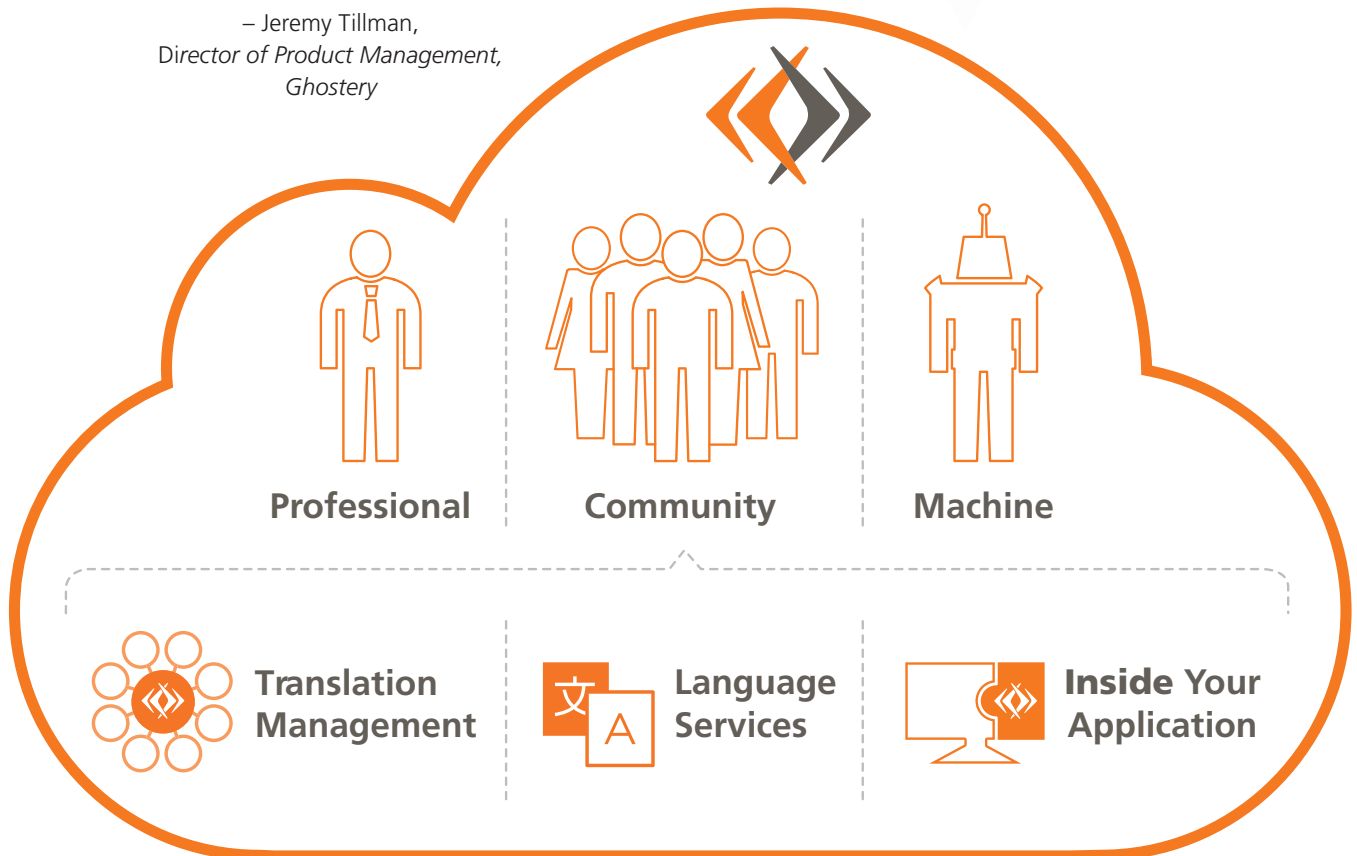 – Jeremy Tillman,
Director of Product Management,
Ghostery
Professional
Community
Machine
Translation
Management
文
A
Language
Services
Inside Your
Application